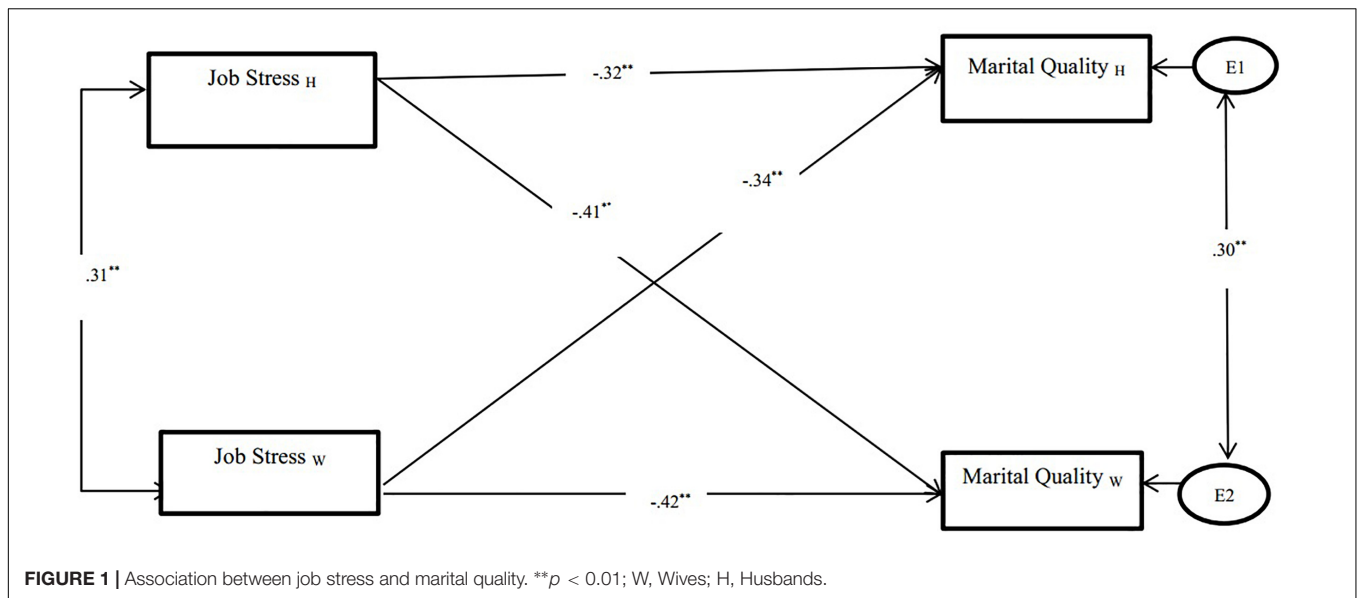 Job Stress H
-.32**
Marital Quality H
E1
-.34**
-.41**
.31**
.30**
Job Stress W
-.42**
Marital Quality W
E2
FIGURE 1 | Association between job stress and marital quality. **p < 0.01; W, Wives; H, Husbands.